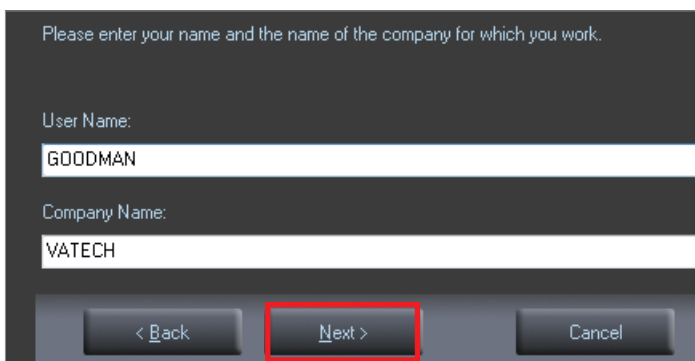 Please enter your name and the name of the company for which you work.
User Name:
GOODMAN
Company Name:
VATECH
< Back Next > Cancel